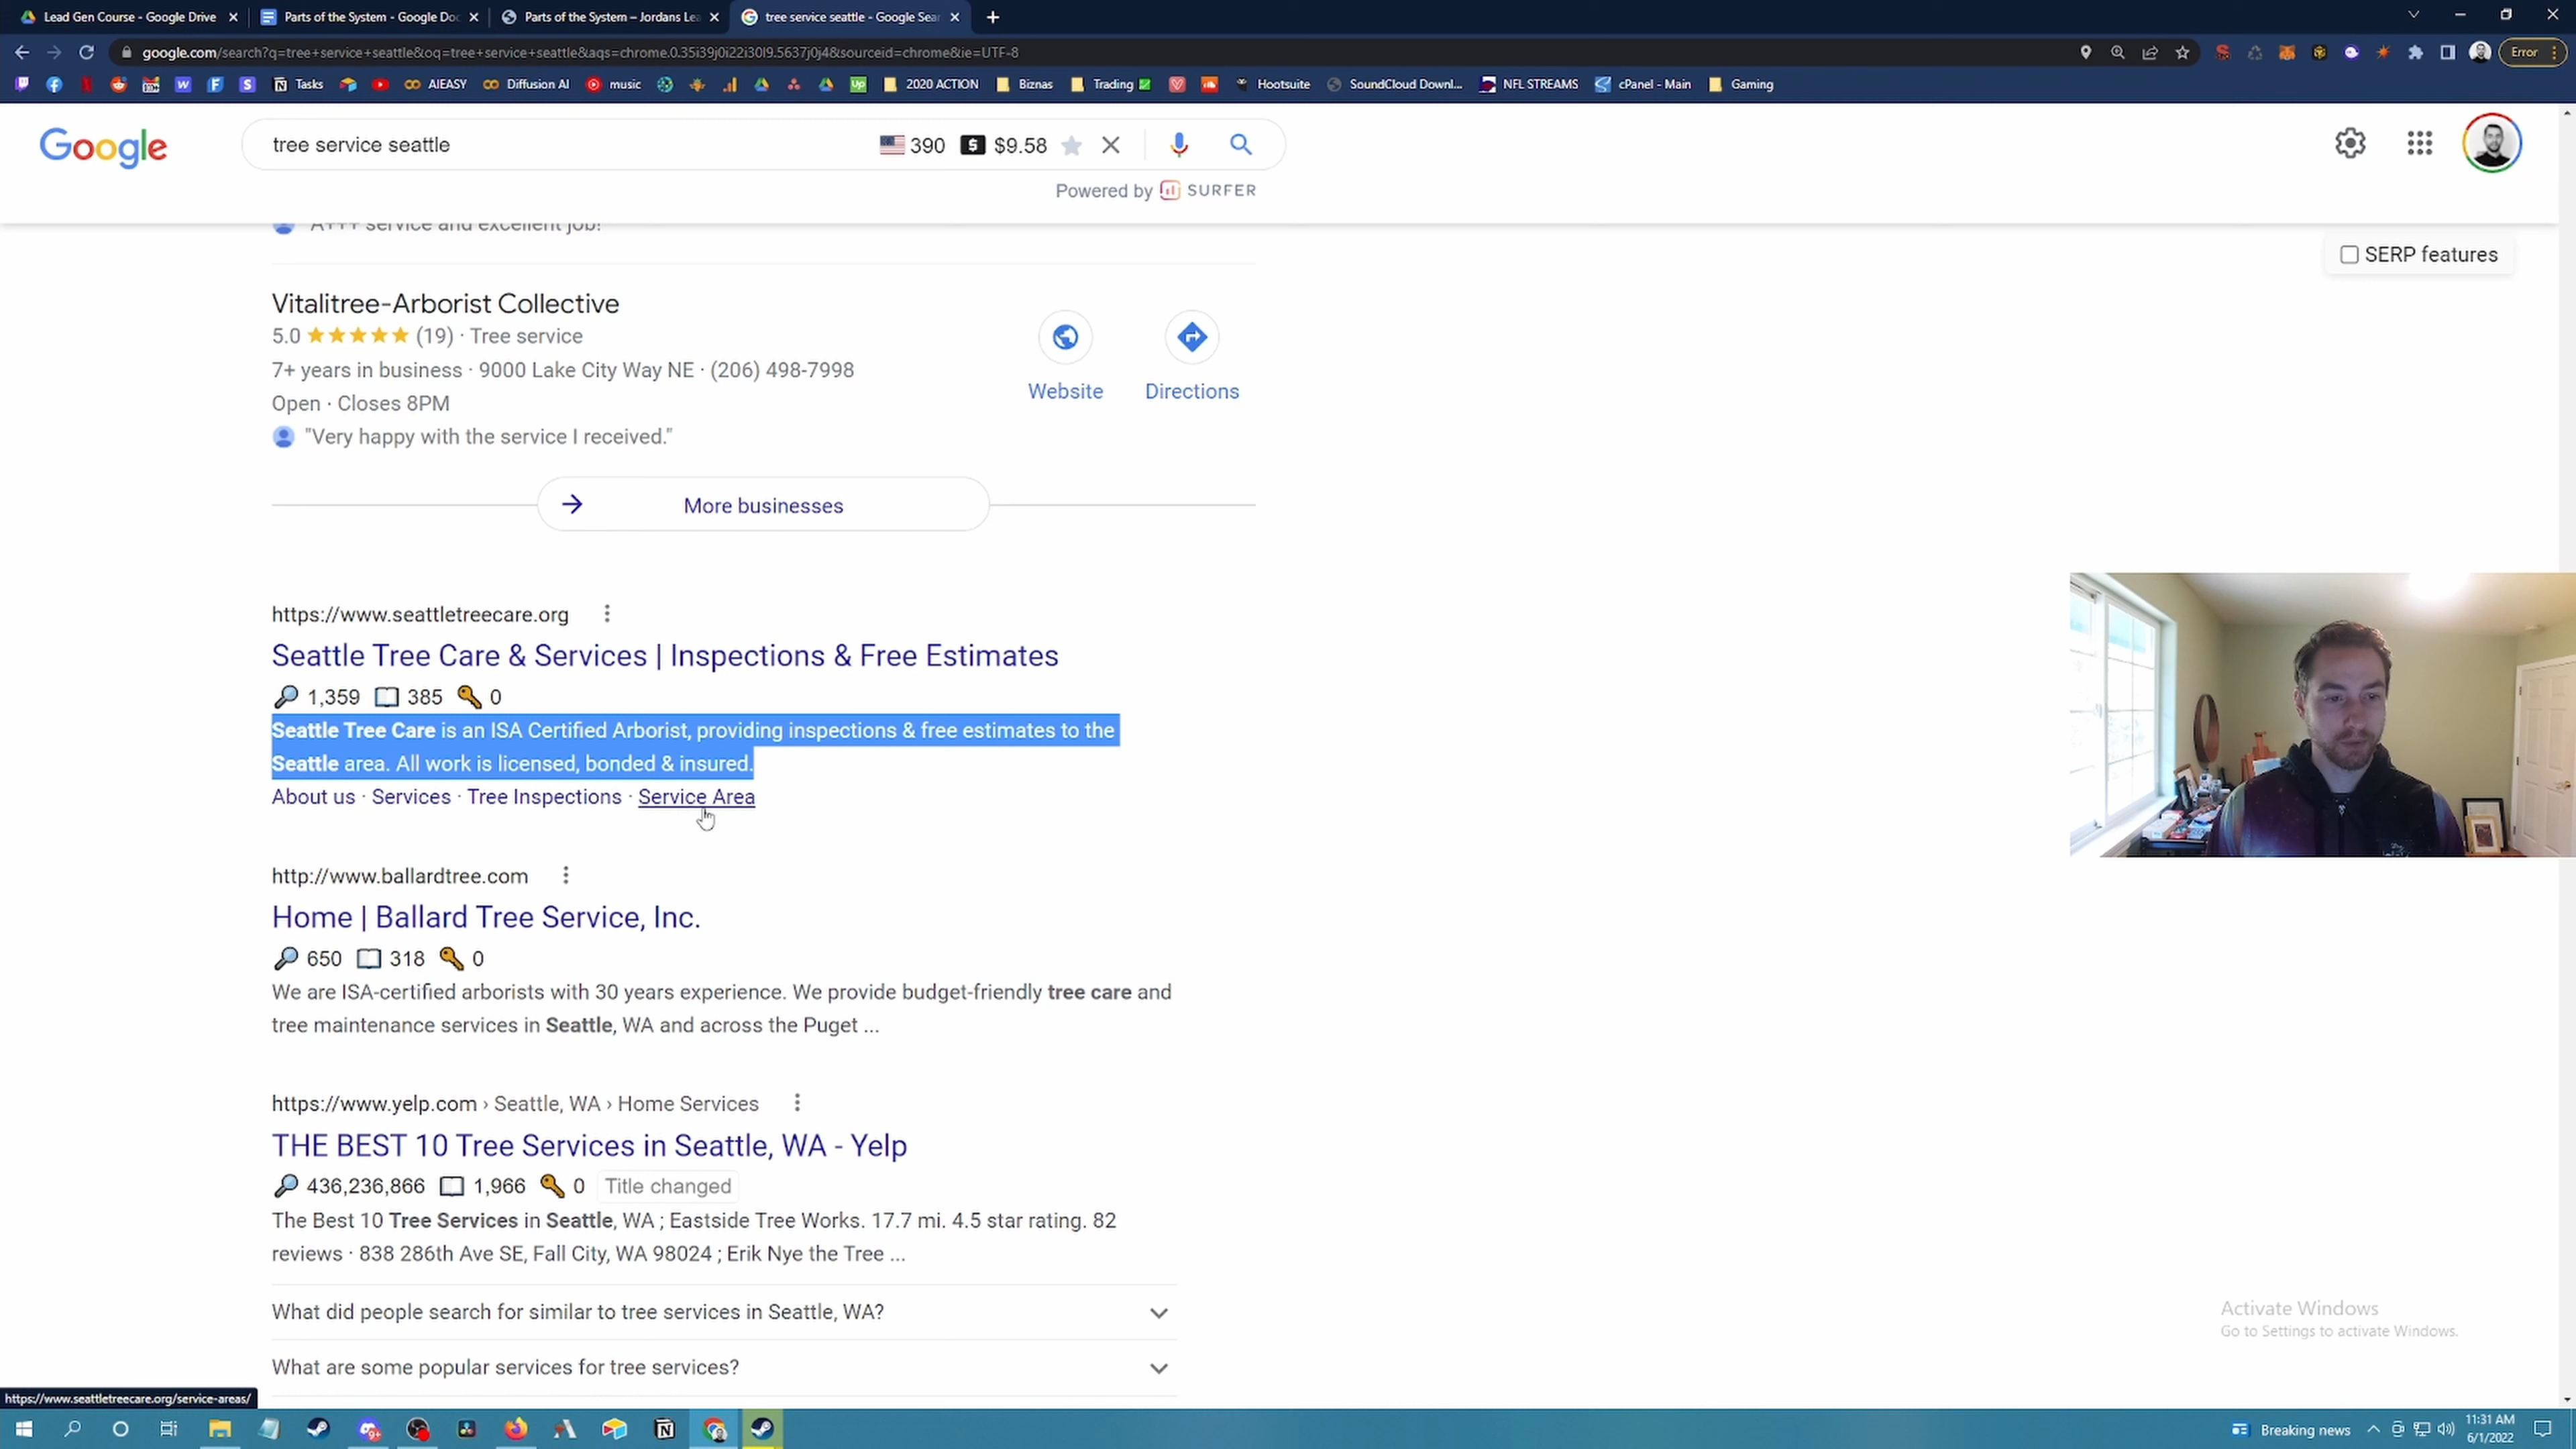 Lead Gen Course - Google Drive
Parts of the System - Google Doc
Parts of the System – Jordans Lea
tree service seattle - Google Sear
google.com/search?q=tree+service+seattle&oq=tree+service+seattle&aqs=chrome.0.35i39j0i22i30l9.5637j0j4&sourceid=chrome&ie=UTF-8
Error
Tasks
AIEASY
Diffusion AI
music
Up
2020 ACTION
Biznas
Trading
Hootsuite
SoundCloud Downl...
NFL STREAMS
cPanel - Main
Gaming
Google
tree service seattle
390 $9.58
Powered by SURFER
SERP features
A+++ service and excellent job!
Vitalitree-Arborist Collective
5.0 ★★★★★ (19) · Tree service
7+ years in business · 9000 Lake City Way NE · (206) 498-7998
Open · Closes 8PM
"Very happy with the service I received."
Website
Directions
More businesses
https://www.seattletreecare.org
Seattle Tree Care & Services | Inspections & Free Estimates
1,359 385 0
Seattle Tree Care is an ISA Certified Arborist, providing inspections & free estimates to the
Seattle area. All work is licensed, bonded & insured.
About us · Services · Tree Inspections · Service Area
http://www.ballardtree.com
Home | Ballard Tree Service, Inc.
650 318 0
We are ISA-certified arborists with 30 years experience. We provide budget-friendly tree care and
tree maintenance services in Seattle, WA and across the Puget ...
https://www.yelp.com › Seattle, WA › Home Services
THE BEST 10 Tree Services in Seattle, WA - Yelp
436,236,866 1,966 0 Title changed
The Best 10 Tree Services in Seattle, WA ; Eastside Tree Works. 17.7 mi. 4.5 star rating. 82
reviews · 838 286th Ave SE, Fall City, WA 98024 ; Erik Nye the Tree ...
What did people search for similar to tree services in Seattle, WA?
What are some popular services for tree services?
Activate Windows
Go to Settings to activate Windows.
https://www.seattletreecare.org/service-areas/
Breaking news
11:31 AM
6/1/2022